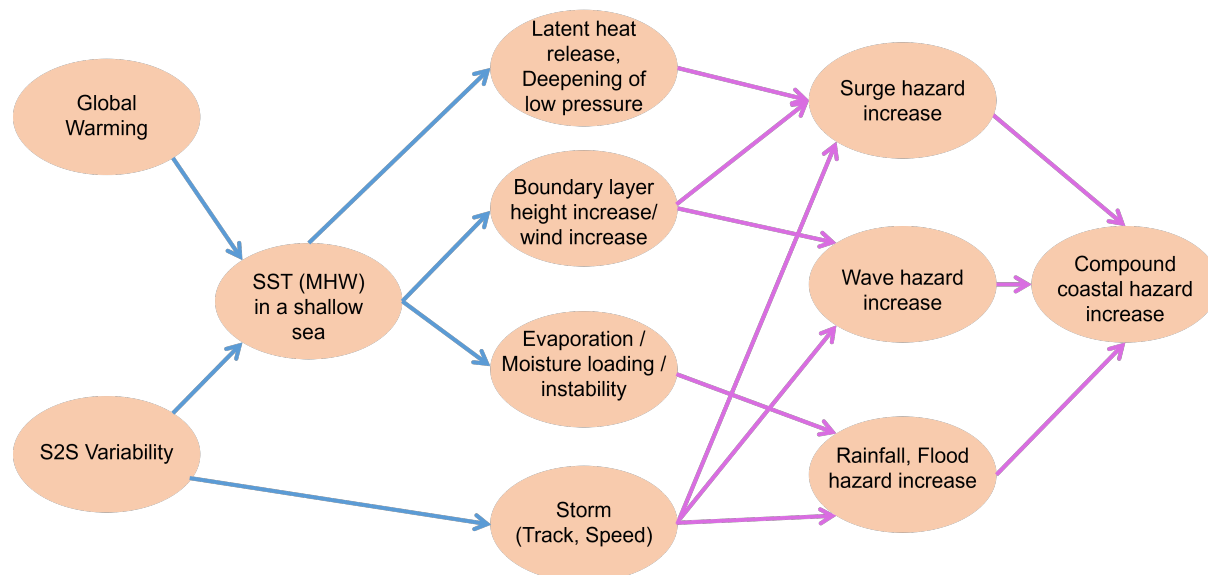 Global
Warming
S2S Variability
SST (MHW)
in a shallow
sea
Latent heat
release,
Deepening of
low pressure
Boundary layer
height increase/
wind increase
Evaporation /
Moisture loading /
instability
Storm
(Track, Speed)
Surge hazard
increase
Wave hazard
increase
Rainfall, Flood
hazard increase
Compound
coastal hazard
increase